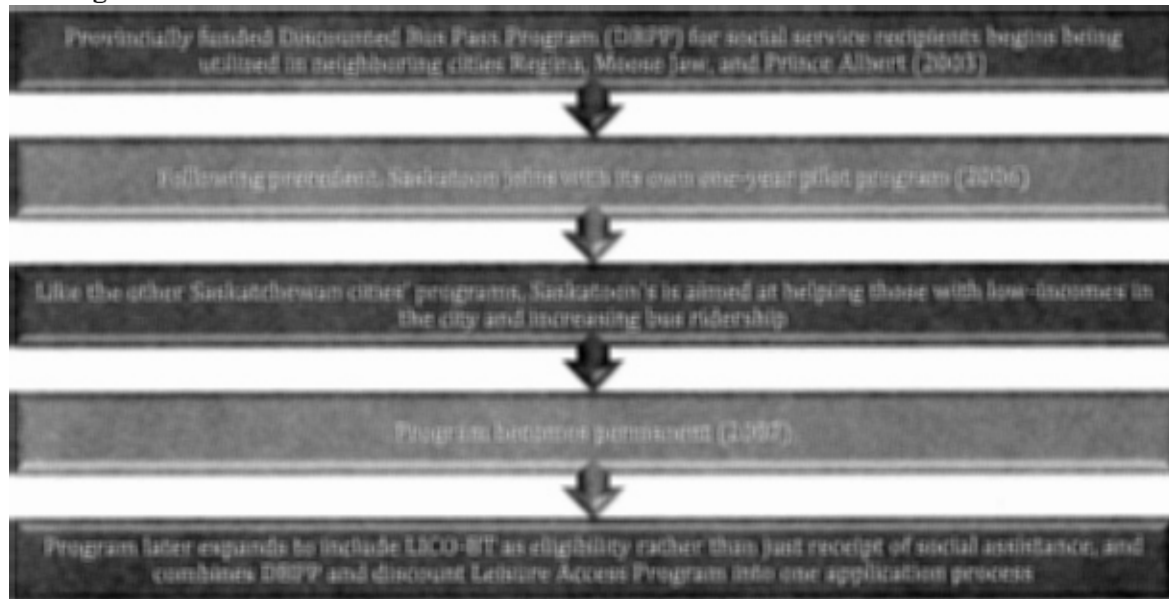 Provincially funded Discounted Bus Pass Program (DBPP) for social service recipients begins being
utilized in neighboring cities Regina, Moose Jaw, and Prince Albert (2003)
Following precedent, Saskatoon joins with its own one-year pilot program (2006)
Like the other Saskatchewan cities' programs, Saskatoon's is aimed at helping those with low-incomes in
the city and increasing bus ridership
Program becomes permanent (2007)
Program later expands to include LICO-BT as eligibility rather than just receipt of social assistance, and
combines DBPP and discount Leisure Access Program into one application process